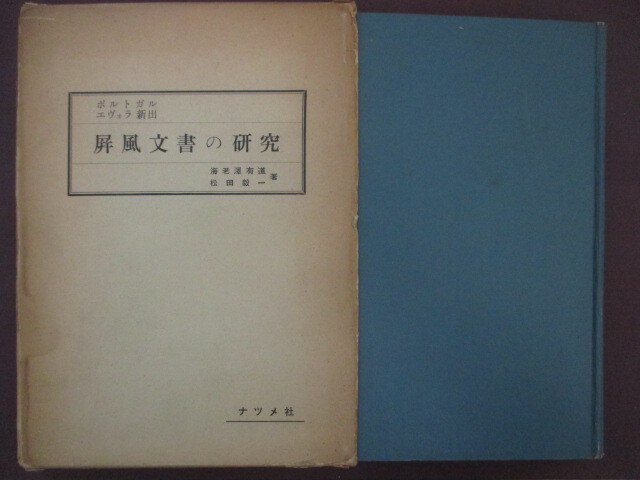 ポルトガル
エヴォラ新出
屏風文書の研究
海老澤有道
松田毅一
著
ナツメ社